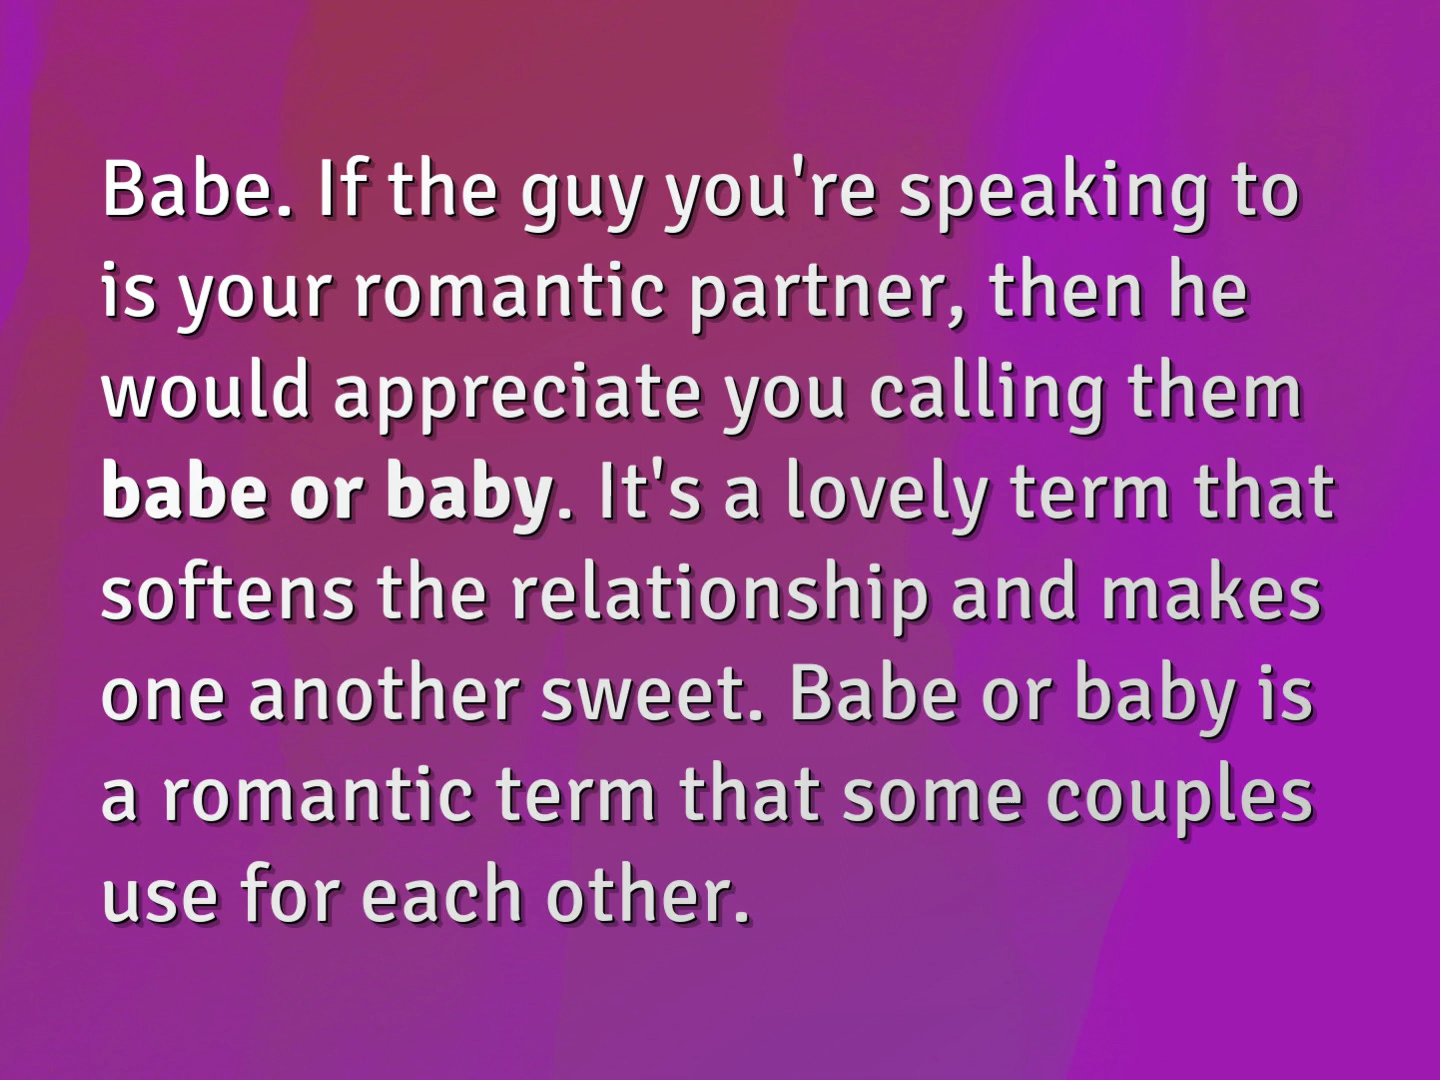 Babe. If the guy you're speaking to
is your romantic partner, then he
would appreciate you calling them
babe or baby. It's a lovely term that
softens the relationship and makes
one another sweet. Babe or baby is
a romantic term that some couples
use for each other.